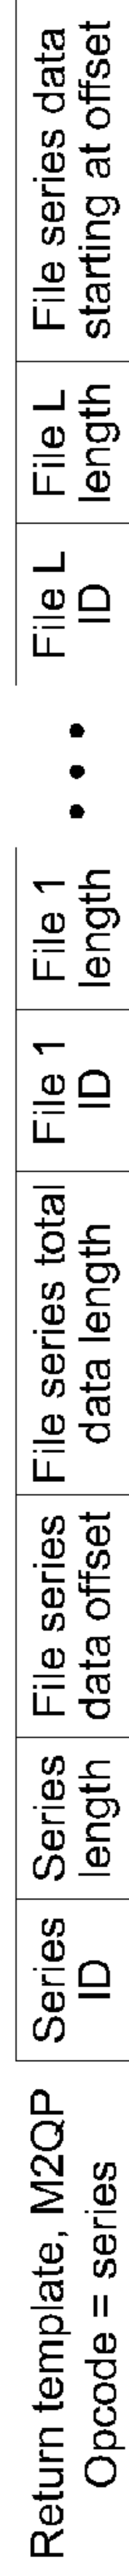 Return template, M2QP
Opcode = series
Series
ID
Series
length
File series
data offset
File series total
data length
File 1
ID
File 1
length
• • •
File L
ID
File L
length
File series data
starting at offset